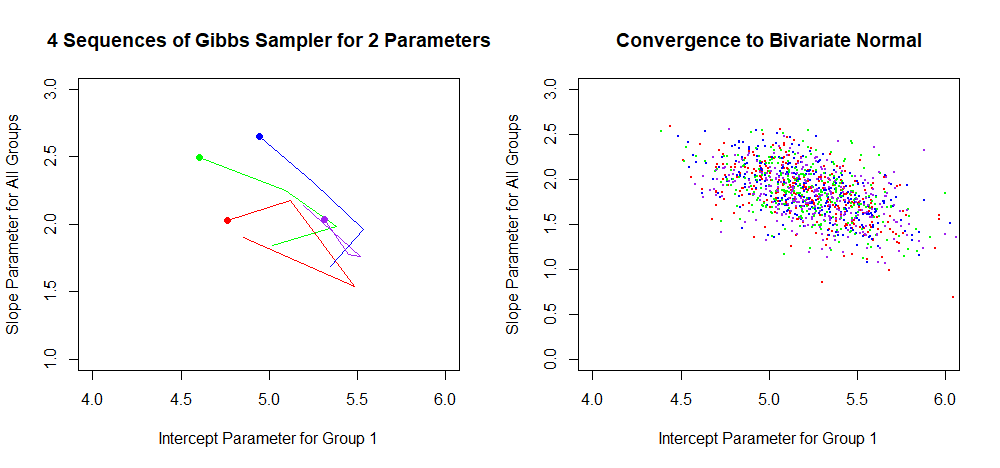 4 Sequences of Gibbs Sampler for 2 Parameters
Slope Parameter for All Groups
3.0
2.5
2.0
1.5
1.0
4.0 4.5 5.0 5.5 6.0
Intercept Parameter for Group 1
Convergence to Bivariate Normal
Slope Parameter for All Groups
3.0
2.5
2.0
1.5
1.0
0.5
0.0
4.0 4.5 5.0 5.5 6.0
Intercept Parameter for Group 1